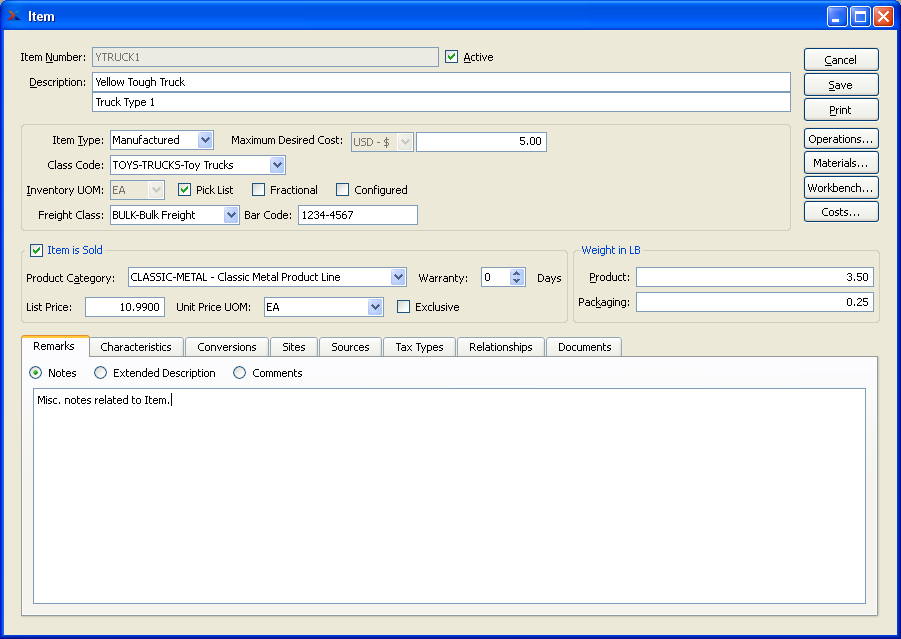 Item
Item Number: YTRUCK1 Active
Cancel
Description: Yellow Tough Truck
Save
Truck Type 1
Print
Item Type: Manufactured Maximum Desired Cost: USD - $ 5.00
Operations...
Class Code: TOYS-TRUCKS-Toy Trucks
Materials...
Inventory UOM: EA Pick List Fractional Configured
Workbench...
Freight Class: BULK-Bulk Freight Bar Code: 1234-4567
Costs...
Item is Sold
Product Category: CLASSIC-METAL - Classic Metal Product Line Warranty: 0 Days
List Price: 10.9900 Unit Price UOM: EA Exclusive
Weight in LB
Product: 3.50
Packaging: 0.25
Remarks Characteristics Conversions Sites Sources Tax Types Relationships Documents
Notes Extended Description Comments
Misc. notes related to Item.